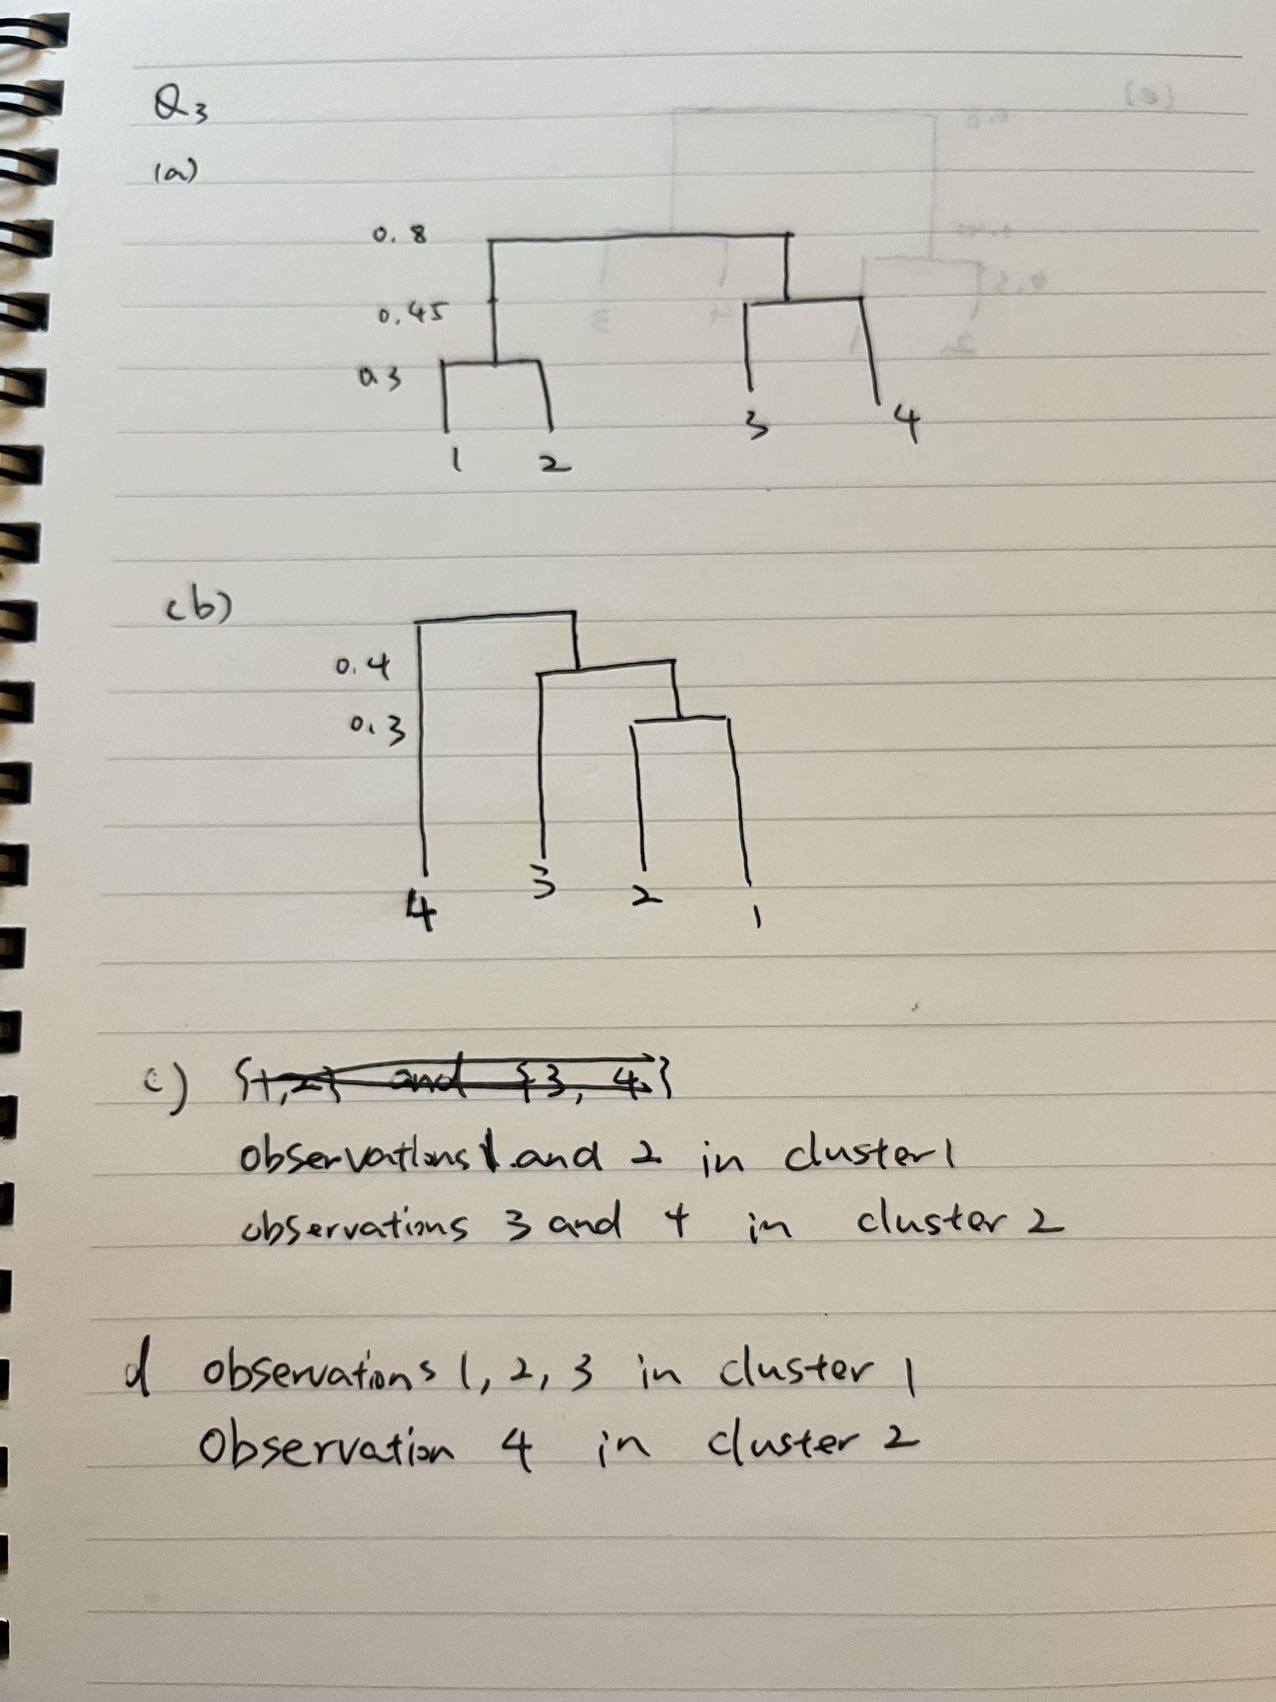 Q3
(a)
0.8
0.45
0.3
1 2 3 4
(b)
0.4
0.3
4 3 2 1
c) {1,2} and {3, 4}
observations 1 and 2 in cluster 1
observations 3 and 4 in cluster 2
d observations 1, 2, 3 in cluster 1
Observation 4 in cluster 2